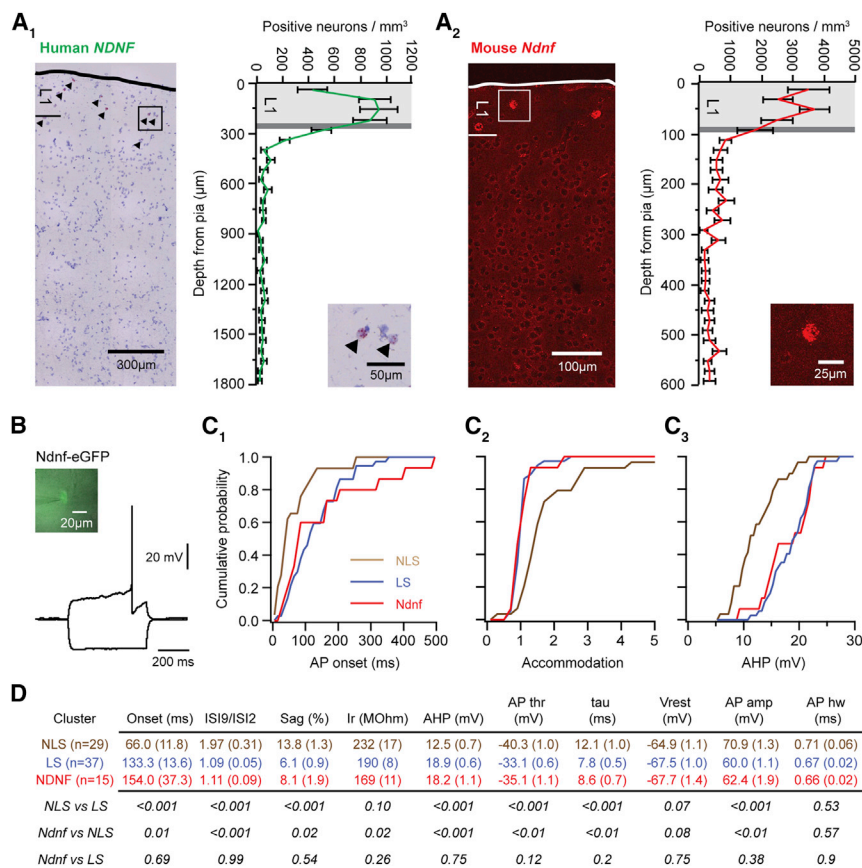 A1
Human NDNF
L1
300µm
Positive neurons / mm³
0 200 400 600 800 1000 1200
L1
Depth from pia (µm)
0
300
600
900
1200
1500
1800
50µm
A2
Mouse Ndnf
L1
100µm
Positive neurons / mm³
0 1000 2000 3000 4000 5000
L1
Depth form pia (µm)
0
100
200
300
400
500
600
25µm
B
Ndnf-eGFP
20µm
20 mV
200 ms
C1
Cumulative probability
1.0
0.8
0.6
0.4
0.2
0.0
NLS
LS
Ndnf
0 100 200 300 400 500
AP onset (ms)
C2
0 1 2 3 4 5
Accommodation
C3
0 10 20 30
AHP (mV)
D
Cluster Onset (ms) ISI9/ISI2 Sag (%) Ir (MOhm) AHP (mV) AP thr (mV) tau (ms) Vrest (mV) AP amp (mV) AP hw (ms)
NLS (n=29) 66.0 (11.8) 1.97 (0.31) 13.8 (1.3) 232 (17) 12.5 (0.7) -40.3 (1.0) 12.1 (1.0) -64.9 (1.1) 70.9 (1.3) 0.71 (0.06)
LS (n=37) 133.3 (13.6) 1.09 (0.05) 6.1 (0.9) 190 (8) 18.9 (0.6) -33.1 (0.6) 7.8 (0.5) -67.5 (1.0) 60.0 (1.1) 0.67 (0.02)
NDNF (n=15) 154.0 (37.3) 1.11 (0.09) 8.1 (1.9) 169 (11) 18.2 (1.1) -35.1 (1.1) 8.6 (0.7) -67.7 (1.4) 62.4 (1.9) 0.66 (0.02)
NLS vs LS <0.001 <0.001 <0.001 0.10 <0.001 <0.001 <0.001 0.07 <0.001 0.53
Ndnf vs NLS 0.01 <0.001 0.02 0.02 <0.001 <0.01 <0.01 0.08 <0.01 0.57
Ndnf vs LS 0.69 0.99 0.54 0.26 0.75 0.12 0.2 0.75 0.38 0.9